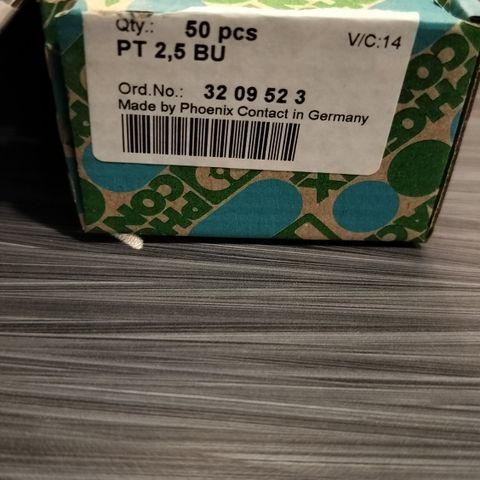 Qty.: 50 pcs V/C:14
PT 2,5 BU
Ord.No.: 32 09 52 3
Made by Phoenix Contact in Germany